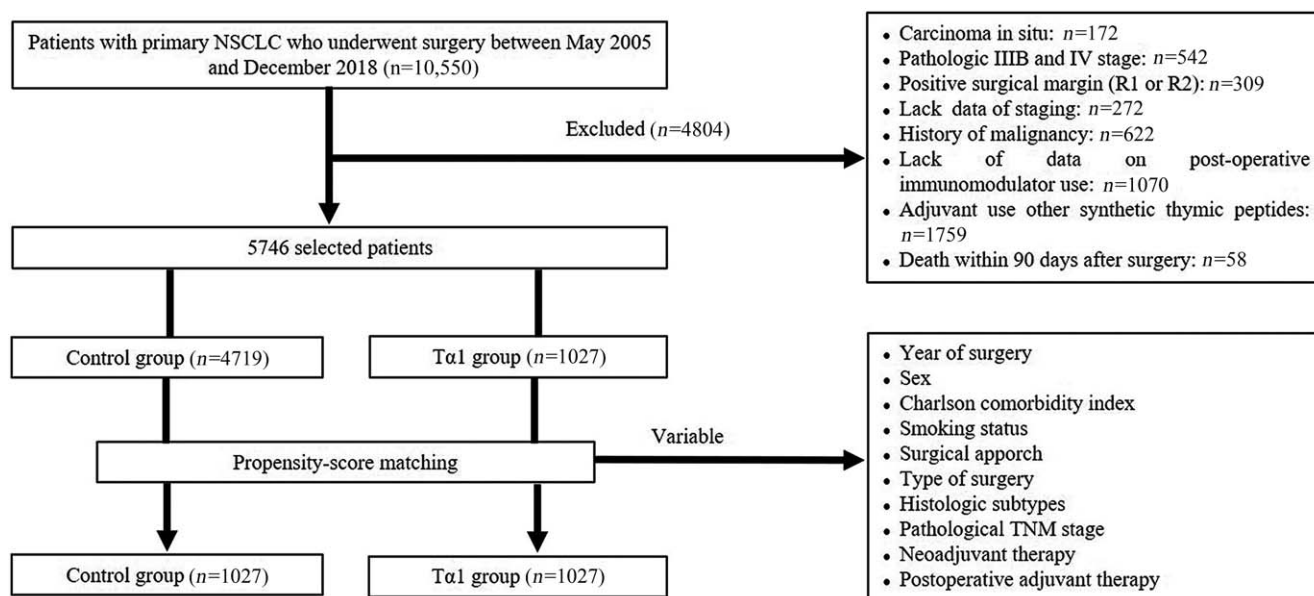 Patients with primary NSCLC who underwent surgery between May 2005
and December 2018 (n=10,550)
Excluded (n=4804)
• Carcinoma in situ: n=172
• Pathologic IIIB and IV stage: n=542
• Positive surgical margin (R1 or R2): n=309
• Lack data of staging: n=272
• History of malignancy: n=622
• Lack of data on post-operative
immunomodulator use: n=1070
• Adjuvant use other synthetic thymic peptides:
n=1759
• Death within 90 days after surgery: n=58
5746 selected patients
Control group (n=4719)
Tα1 group (n=1027)
Propensity-score matching
Variable
• Year of surgery
• Sex
• Charlson comorbidity index
• Smoking status
• Surgical apporch
• Type of surgery
• Histologic subtypes
• Pathological TNM stage
• Neoadjuvant therapy
• Postoperative adjuvant therapy
Control group (n=1027)
Tα1 group (n=1027)